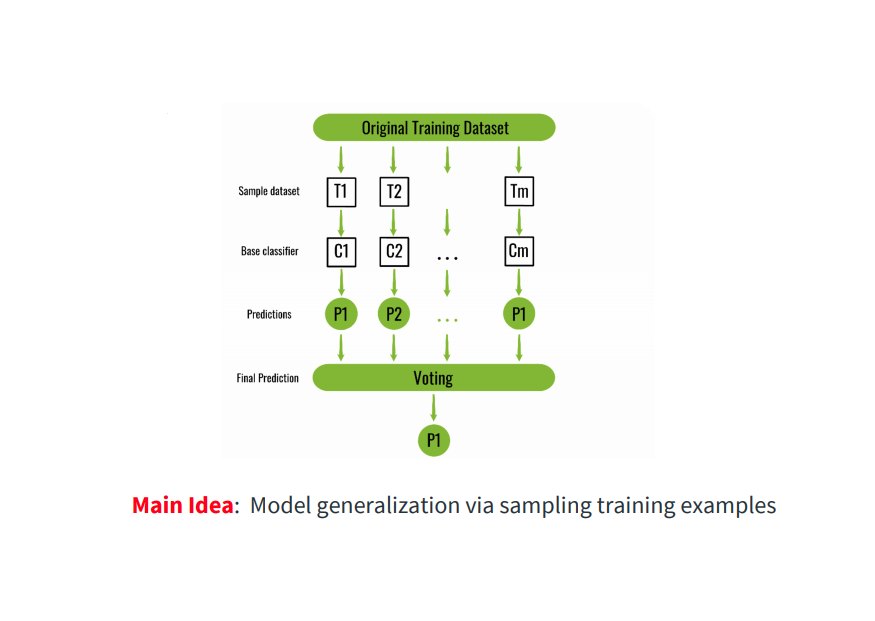 Original Training Dataset
Sample dataset T1 T2 Tm
Base classifier C1 C2 ... Cm
Predictions P1 P2 ... P1
Final Prediction Voting
P1
Main Idea: Model generalization via sampling training examples